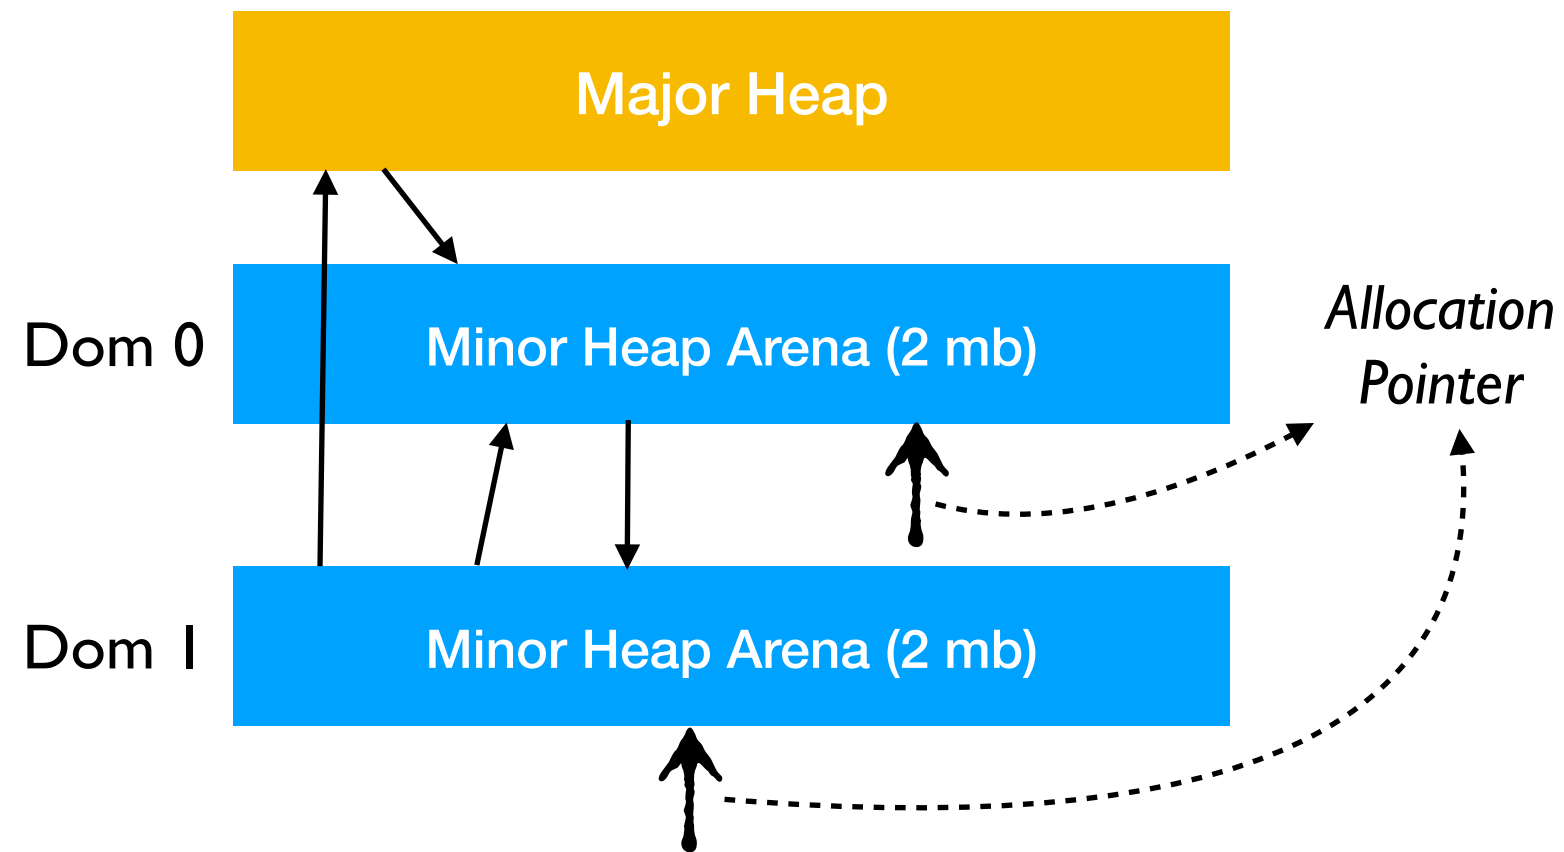 Major Heap
Dom 0
Minor Heap Arena (2 mb)
Allocation
Pointer
Dom 1
Minor Heap Arena (2 mb)